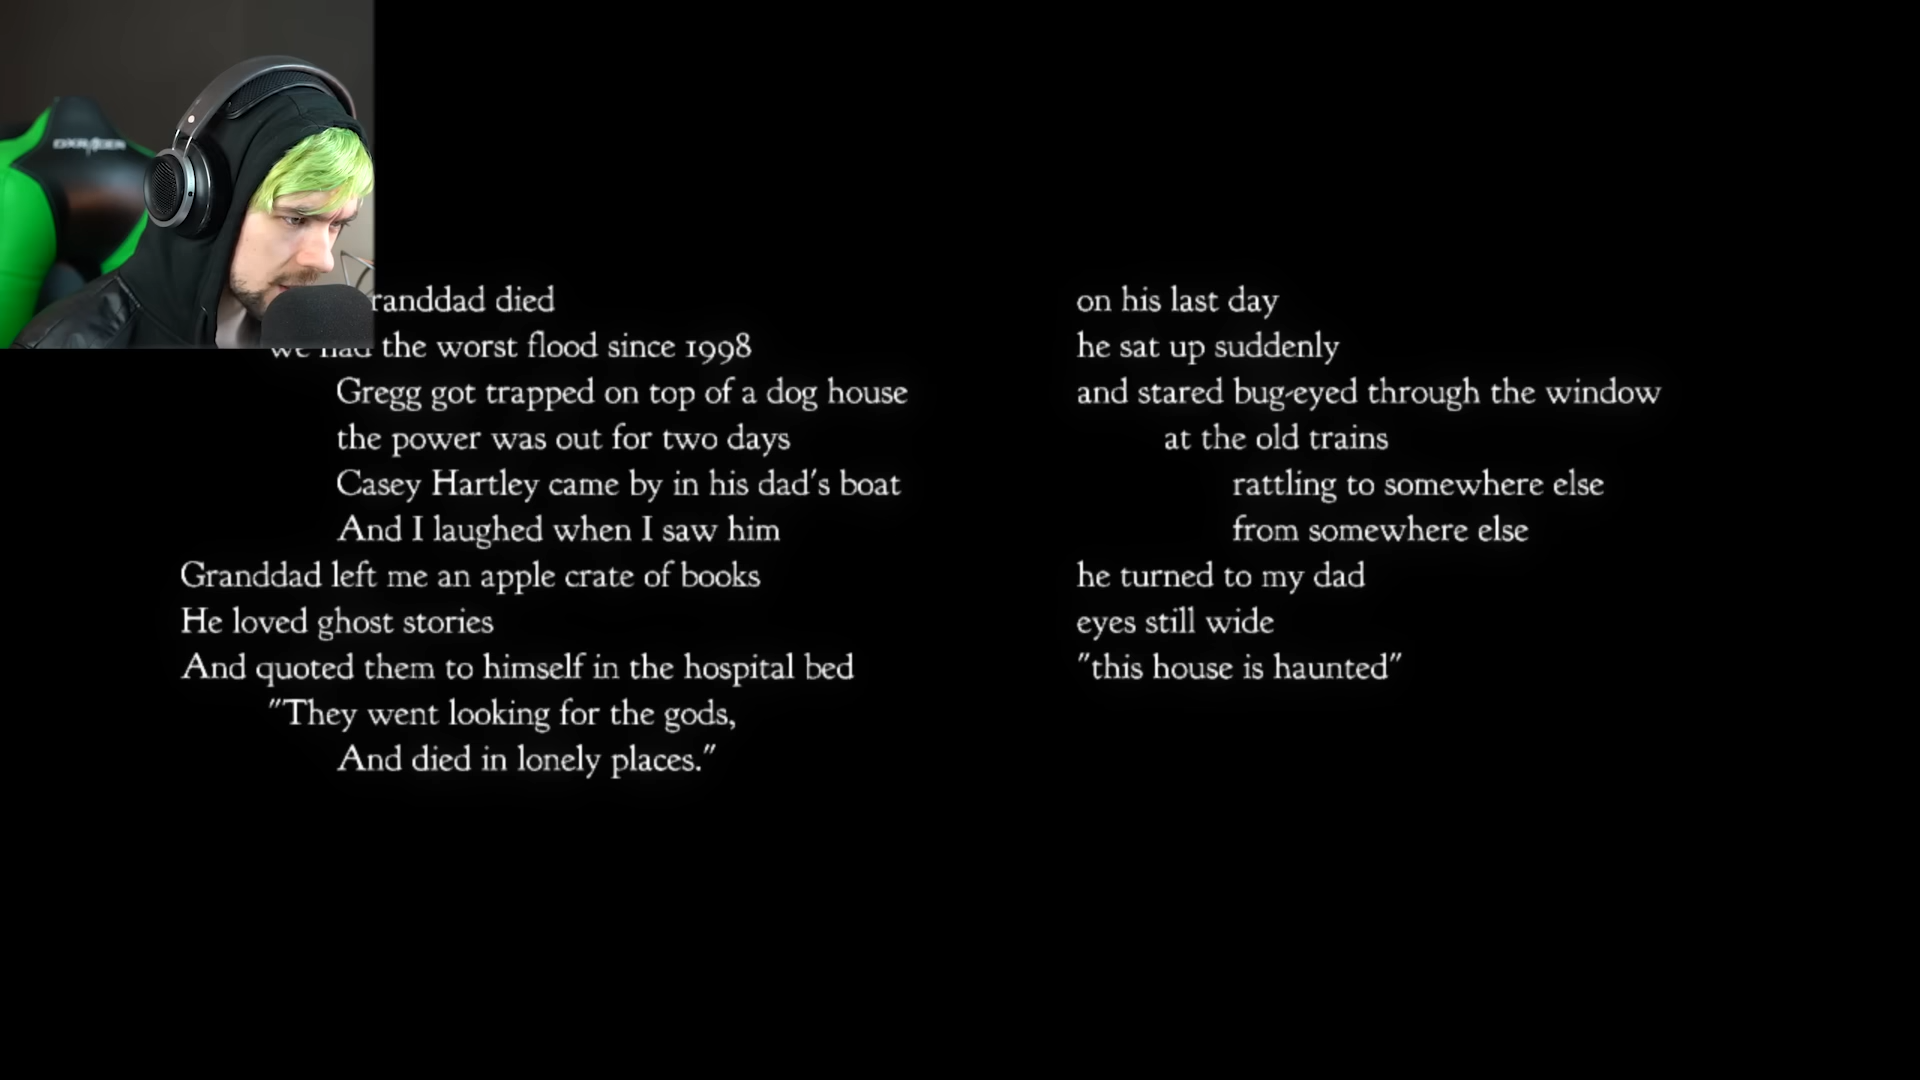 DXRACER
randdad died
we had the worst flood since 1998
Gregg got trapped on top of a dog house
the power was out for two days
Casey Hartley came by in his dad's boat
And I laughed when I saw him
Granddad left me an apple crate of books
He loved ghost stories
And quoted them to himself in the hospital bed
"They went looking for the gods,
And died in lonely places."
on his last day
he sat up suddenly
and stared bug-eyed through the window
at the old trains
rattling to somewhere else
from somewhere else
he turned to my dad
eyes still wide
"this house is haunted"